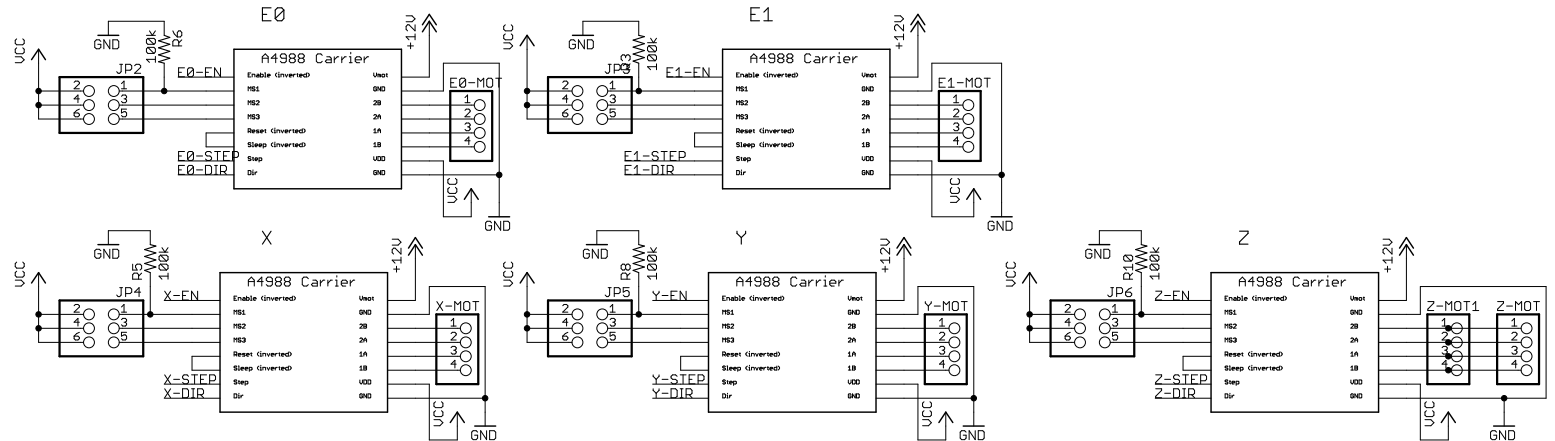 E0
VCC
GND
100k
R6
JP2
2 1
4 3
6 5
E0-EN
E0-STEP
E0-DIR
A4988 Carrier
Enable (inverted) Vmot
MS1 GND
MS2 2B
MS3 2A
Reset (inverted) 1A
Sleep (inverted) 1B
Step VDD
Dir GND
+12V
E0-MOT
1
2
3
4
VCC
GND
E1
VCC
GND
R3
100k
JP3
2 1
4 3
6 5
E1-EN
E1-STEP
E1-DIR
A4988 Carrier
Enable (inverted) Vmot
MS1 GND
MS2 2B
MS3 2A
Reset (inverted) 1A
Sleep (inverted) 1B
Step VDD
Dir GND
+12V
E1-MOT
1
2
3
4
VCC
GND
X
VCC
GND
R5
100k
JP4
2 1
4 3
6 5
X-EN
X-STEP
X-DIR
A4988 Carrier
Enable (inverted) Vmot
MS1 GND
MS2 2B
MS3 2A
Reset (inverted) 1A
Sleep (inverted) 1B
Step VDD
Dir GND
+12V
X-MOT
1
2
3
4
VCC
GND
Y
VCC
GND
R8
100k
JP5
2 1
4 3
6 5
Y-EN
Y-STEP
Y-DIR
A4988 Carrier
Enable (inverted) Vmot
MS1 GND
MS2 2B
MS3 2A
Reset (inverted) 1A
Sleep (inverted) 1B
Step VDD
Dir GND
+12V
Y-MOT
1
2
3
4
VCC
GND
Z
VCC
GND
R10
100k
JP6
2 1
4 3
6 5
Z-EN
Z-STEP
Z-DIR
A4988 Carrier
Enable (inverted) Vmot
MS1 GND
MS2 2B
MS3 2A
Reset (inverted) 1A
Sleep (inverted) 1B
Step VDD
Dir GND
+12V
Z-MOT1
1
2
3
4
Z-MOT
1
2
3
4
VCC
GND